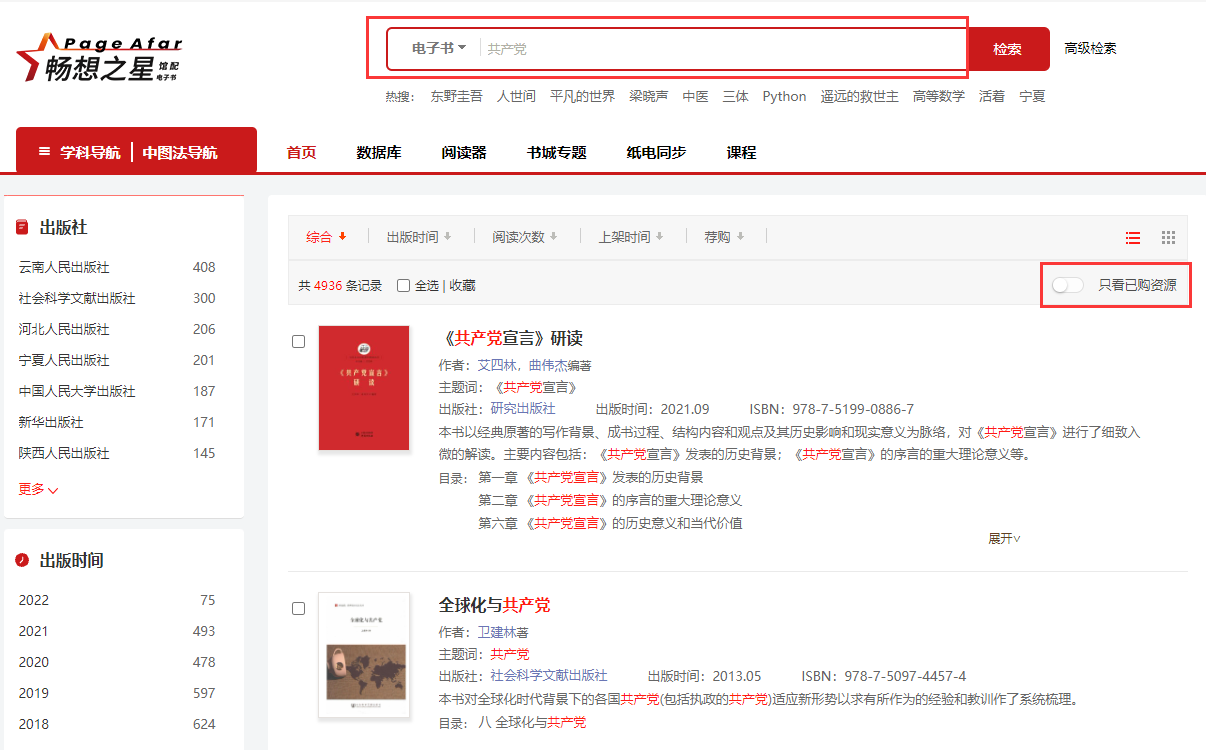 Page Afar
畅想之星 馆配 电子书
电子书 共产党 检索 高级检索
热搜： 东野圭吾 人世间 平凡的世界 梁晓声 中医 三体 Python 遥远的救世主 高等数学 活着 宁夏
学科导航 | 中图法导航 首页 数据库 阅读器 书城专题 纸电同步 课程
出版社
云南人民出版社 408
社会科学文献出版社 300
河北人民出版社 206
宁夏人民出版社 201
中国人民大学出版社 187
新华出版社 171
陕西人民出版社 145
更多
出版时间
2022 75
2021 493
2020 478
2019 597
2018 624
综合 出版时间 阅读次数 上架时间 荐购
共 4936 条记录 全选 | 收藏 只看已购资源
《共产党宣言》
研 读
《共产党宣言》研读
作者：艾四林，曲伟杰编著
主题词：《共产党宣言》
出版社：研究出版社 出版时间：2021.09 ISBN：978-7-5199-0886-7
本书以经典原著的写作背景、成书过程、结构内容和观点及其历史影响和现实意义为脉络，对《共产党宣言》进行了细致入
微的解读。主要内容包括：《共产党宣言》发表的历史背景；《共产党宣言》的序言的重大理论意义等。
目录： 第一章 《共产党宣言》发表的历史背景
第二章 《共产党宣言》的序言的重大理论意义
第六章 《共产党宣言》的历史意义和当代价值
展开
全球化与共产党
全球化与共产党
作者：卫建林著
主题词：共产党
出版社：社会科学文献出版社 出版时间：2013.05 ISBN：978-7-5097-4457-4
本书对全球化时代背景下的各国共产党(包括执政的共产党)适应新形势以求有所作为的经验和教训作了系统梳理。
目录： 八 全球化与共产党